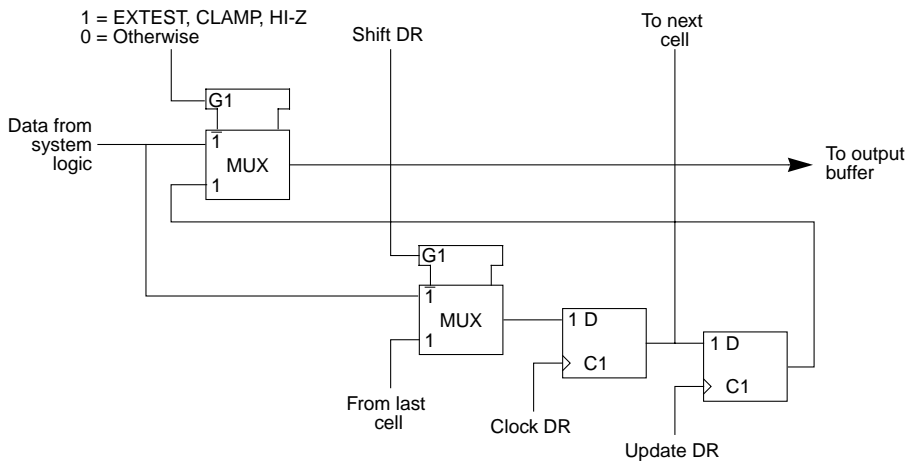 1 = EXTEST, CLAMP, HI-Z
0 = Otherwise
Shift DR
To next
cell
G1
Data from
system
logic
1̅
MUX
1
To output
buffer
G1
1̅
MUX
1
1 D
C1
1 D
C1
From last
cell
Clock DR
Update DR